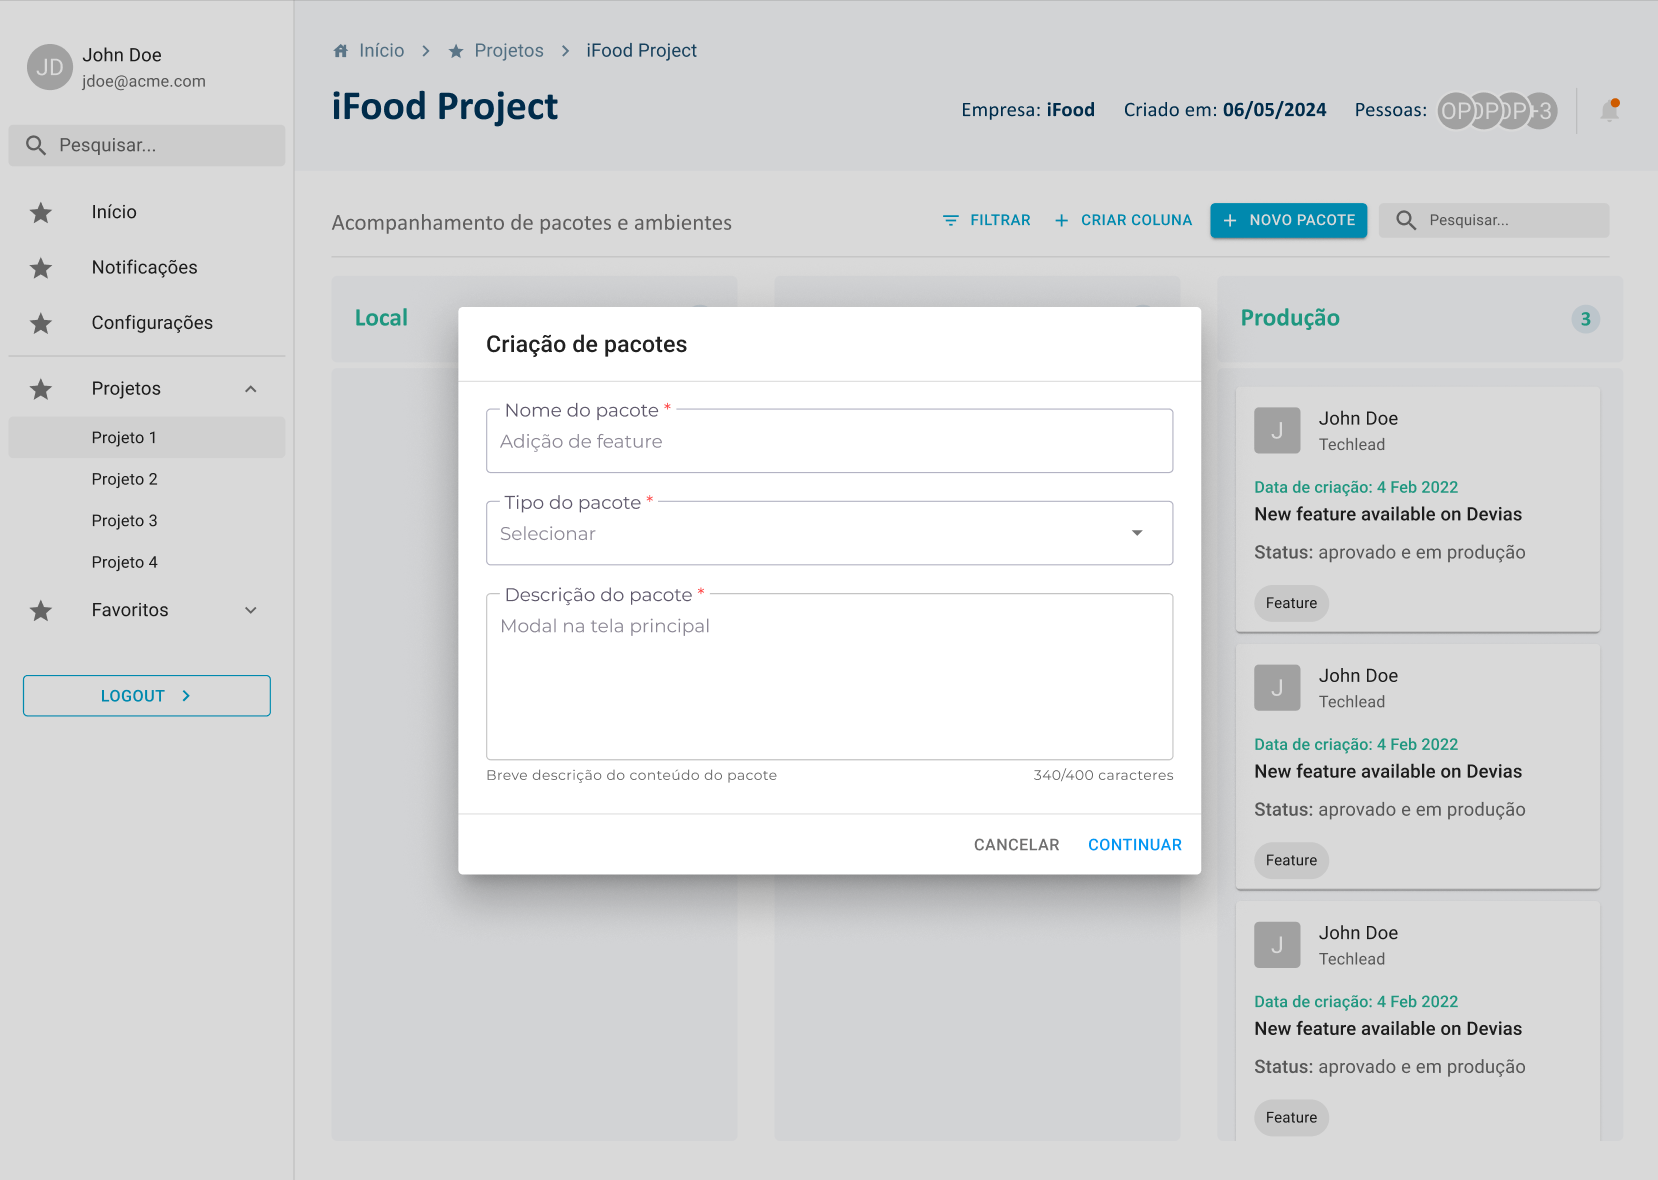 JD
John Doe
jdoe@acme.com
Pesquisar...
Início
Notificações
Configurações
Projetos
Projeto 1
Projeto 2
Projeto 3
Projeto 4
Favoritos
LOGOUT
Início
Projetos
iFood Project
iFood Project
Empresa: iFood
Criado em: 06/05/2024
Pessoas:
OP
OP
OP
+3
Acompanhamento de pacotes e ambientes
FILTRAR
CRIAR COLUNA
NOVO PACOTE
Pesquisar...
Local
Produção
3
J
John Doe
Techlead
Data de criação: 4 Feb 2022
New feature available on Devias
Status: aprovado e em produção
Feature
J
John Doe
Techlead
Data de criação: 4 Feb 2022
New feature available on Devias
Status: aprovado e em produção
Feature
J
John Doe
Techlead
Data de criação: 4 Feb 2022
New feature available on Devias
Status: aprovado e em produção
Feature
Criação de pacotes
Nome do pacote *
Adição de feature
Tipo do pacote *
Selecionar
Descrição do pacote *
Modal na tela principal
Breve descrição do conteúdo do pacote
340/400 caracteres
CANCELAR
CONTINUAR